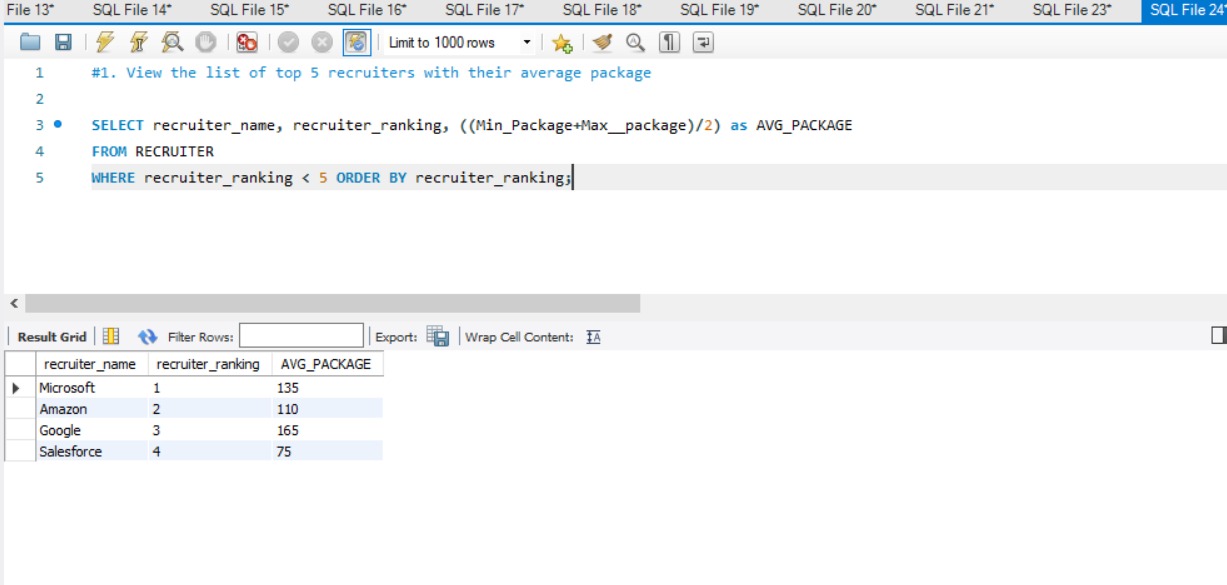 File 13* SQL File 14* SQL File 15* SQL File 16* SQL File 17* SQL File 18* SQL File 19* SQL File 20* SQL File 21* SQL File 23* SQL File 24*
Limit to 1000 rows
1 #1. View the list of top 5 recruiters with their average package
2
3 SELECT recruiter_name, recruiter_ranking, ((Min_Package+Max__package)/2) as AVG_PACKAGE
4 FROM RECRUITER
5 WHERE recruiter_ranking < 5 ORDER BY recruiter_ranking;
Result Grid Filter Rows: Export: Wrap Cell Content: IA
recruiter_name recruiter_ranking AVG_PACKAGE
Microsoft 1 135
Amazon 2 110
Google 3 165
Salesforce 4 75